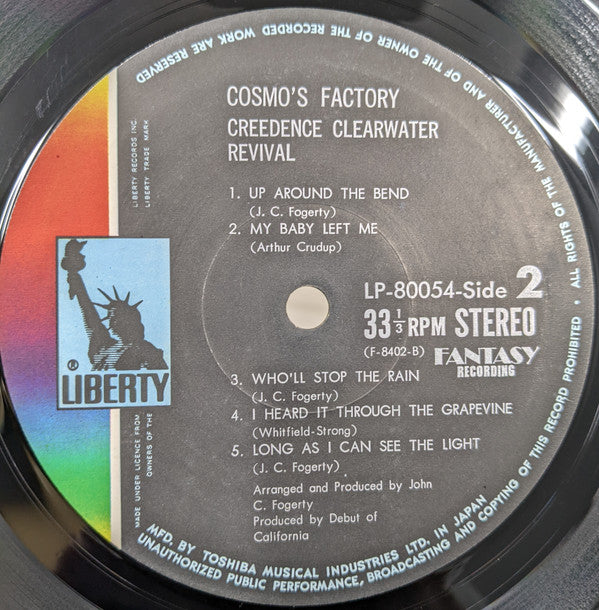 COSMO'S FACTORY
CREEDENCE CLEARWATER
REVIVAL
1. UP AROUND THE BEND
(J. C. Fogerty)
2. MY BABY LEFT ME
(Arthur Crudup)
LP-80054-Side 2
33 1/3 RPM STEREO
(F-8402-B) FANTASY
RECORDING
3. WHO'LL STOP THE RAIN
(J. C. Fogerty)
4. I HEARD IT THROUGH THE GRAPEVINE
(Whitfield-Strong)
5. LONG AS I CAN SEE THE LIGHT
(J. C. Fogerty)
Arranged and Produced by John
C. Fogerty
Produced by Debut of
California
® LIBERTY
LIBERTY RECORDS INC.
LIBERTY TRADE MARK
MADE UNDER LICENCE FROM
OWNERS OF THE
MFD. BY TOSHIBA MUSICAL INDUSTRIES LTD. IN JAPAN
ALL RIGHTS OF THE MANUFACTURER AND OF THE OWNER OF THE RECORDED WORK ARE RESERVED
UNAUTHORIZED PUBLIC PERFORMANCE, BROADCASTING AND COPYING OF THIS RECORD PROHIBITED